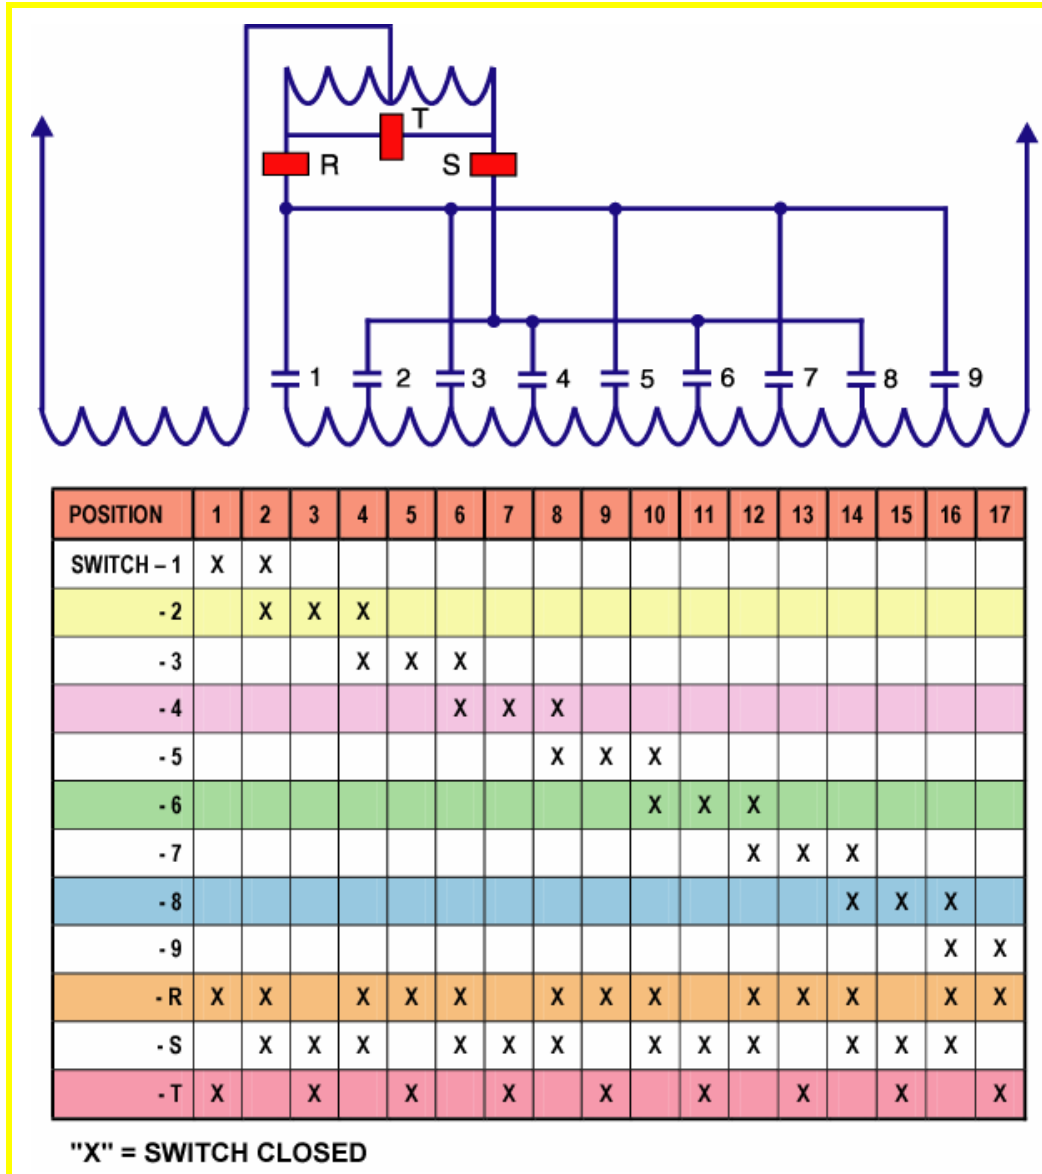 T
R
S
1 2 3 4 5 6 7 8 9
POSITION 1 2 3 4 5 6 7 8 9 10 11 12 13 14 15 16 17
SWITCH – 1 X X
- 2 X X X
- 3 X X X
- 4 X X X
- 5 X X X
- 6 X X X
- 7 X X X
- 8 X X X
- 9 X X
- R X X X X X X X X X X X X X
- S X X X X X X X X X X X X
- T X X X X X X X X X
"X" = SWITCH CLOSED